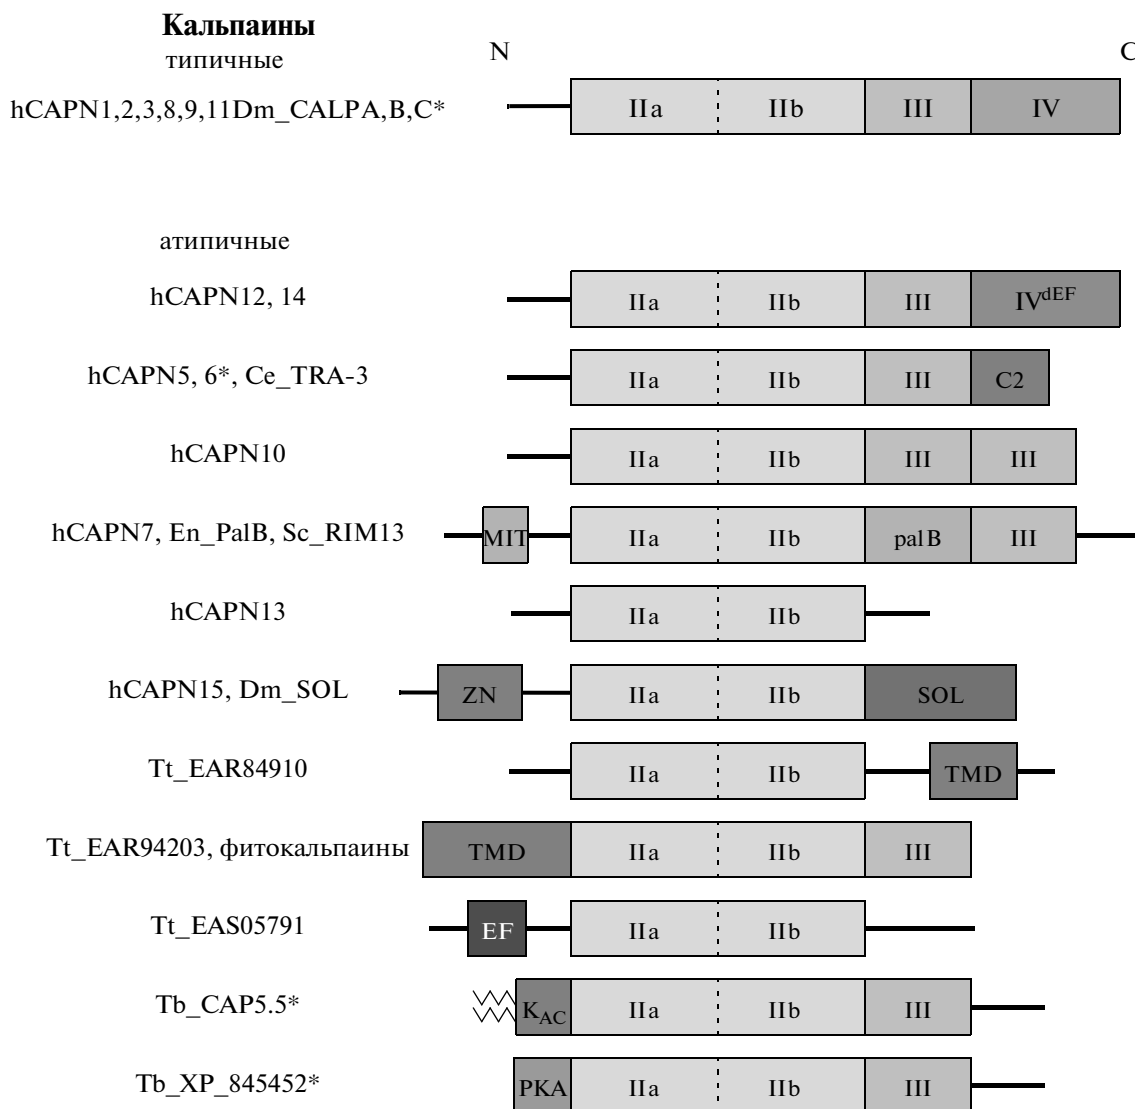 Кальпаины
типичные
N C
hCAPN1,2,3,8,9,11Dm_CALPA,B,C* IIa IIb III IV
атипичные
hCAPN12, 14 IIa IIb III IV^dEF
hCAPN5, 6*, Ce_TRA-3 IIa IIb III C2
hCAPN10 IIa IIb III III
hCAPN7, En_PalB, Sc_RIM13 MIT IIa IIb palB III
hCAPN13 IIa IIb
hCAPN15, Dm_SOL ZN IIa IIb SOL
Tt_EAR84910 IIa IIb TMD
Tt_EAR94203, фитокальпаины TMD IIa IIb III
Tt_EAS05791 EF IIa IIb
Tb_CAP5.5* K_AC IIa IIb III
Tb_XP_845452* PKA IIa IIb III